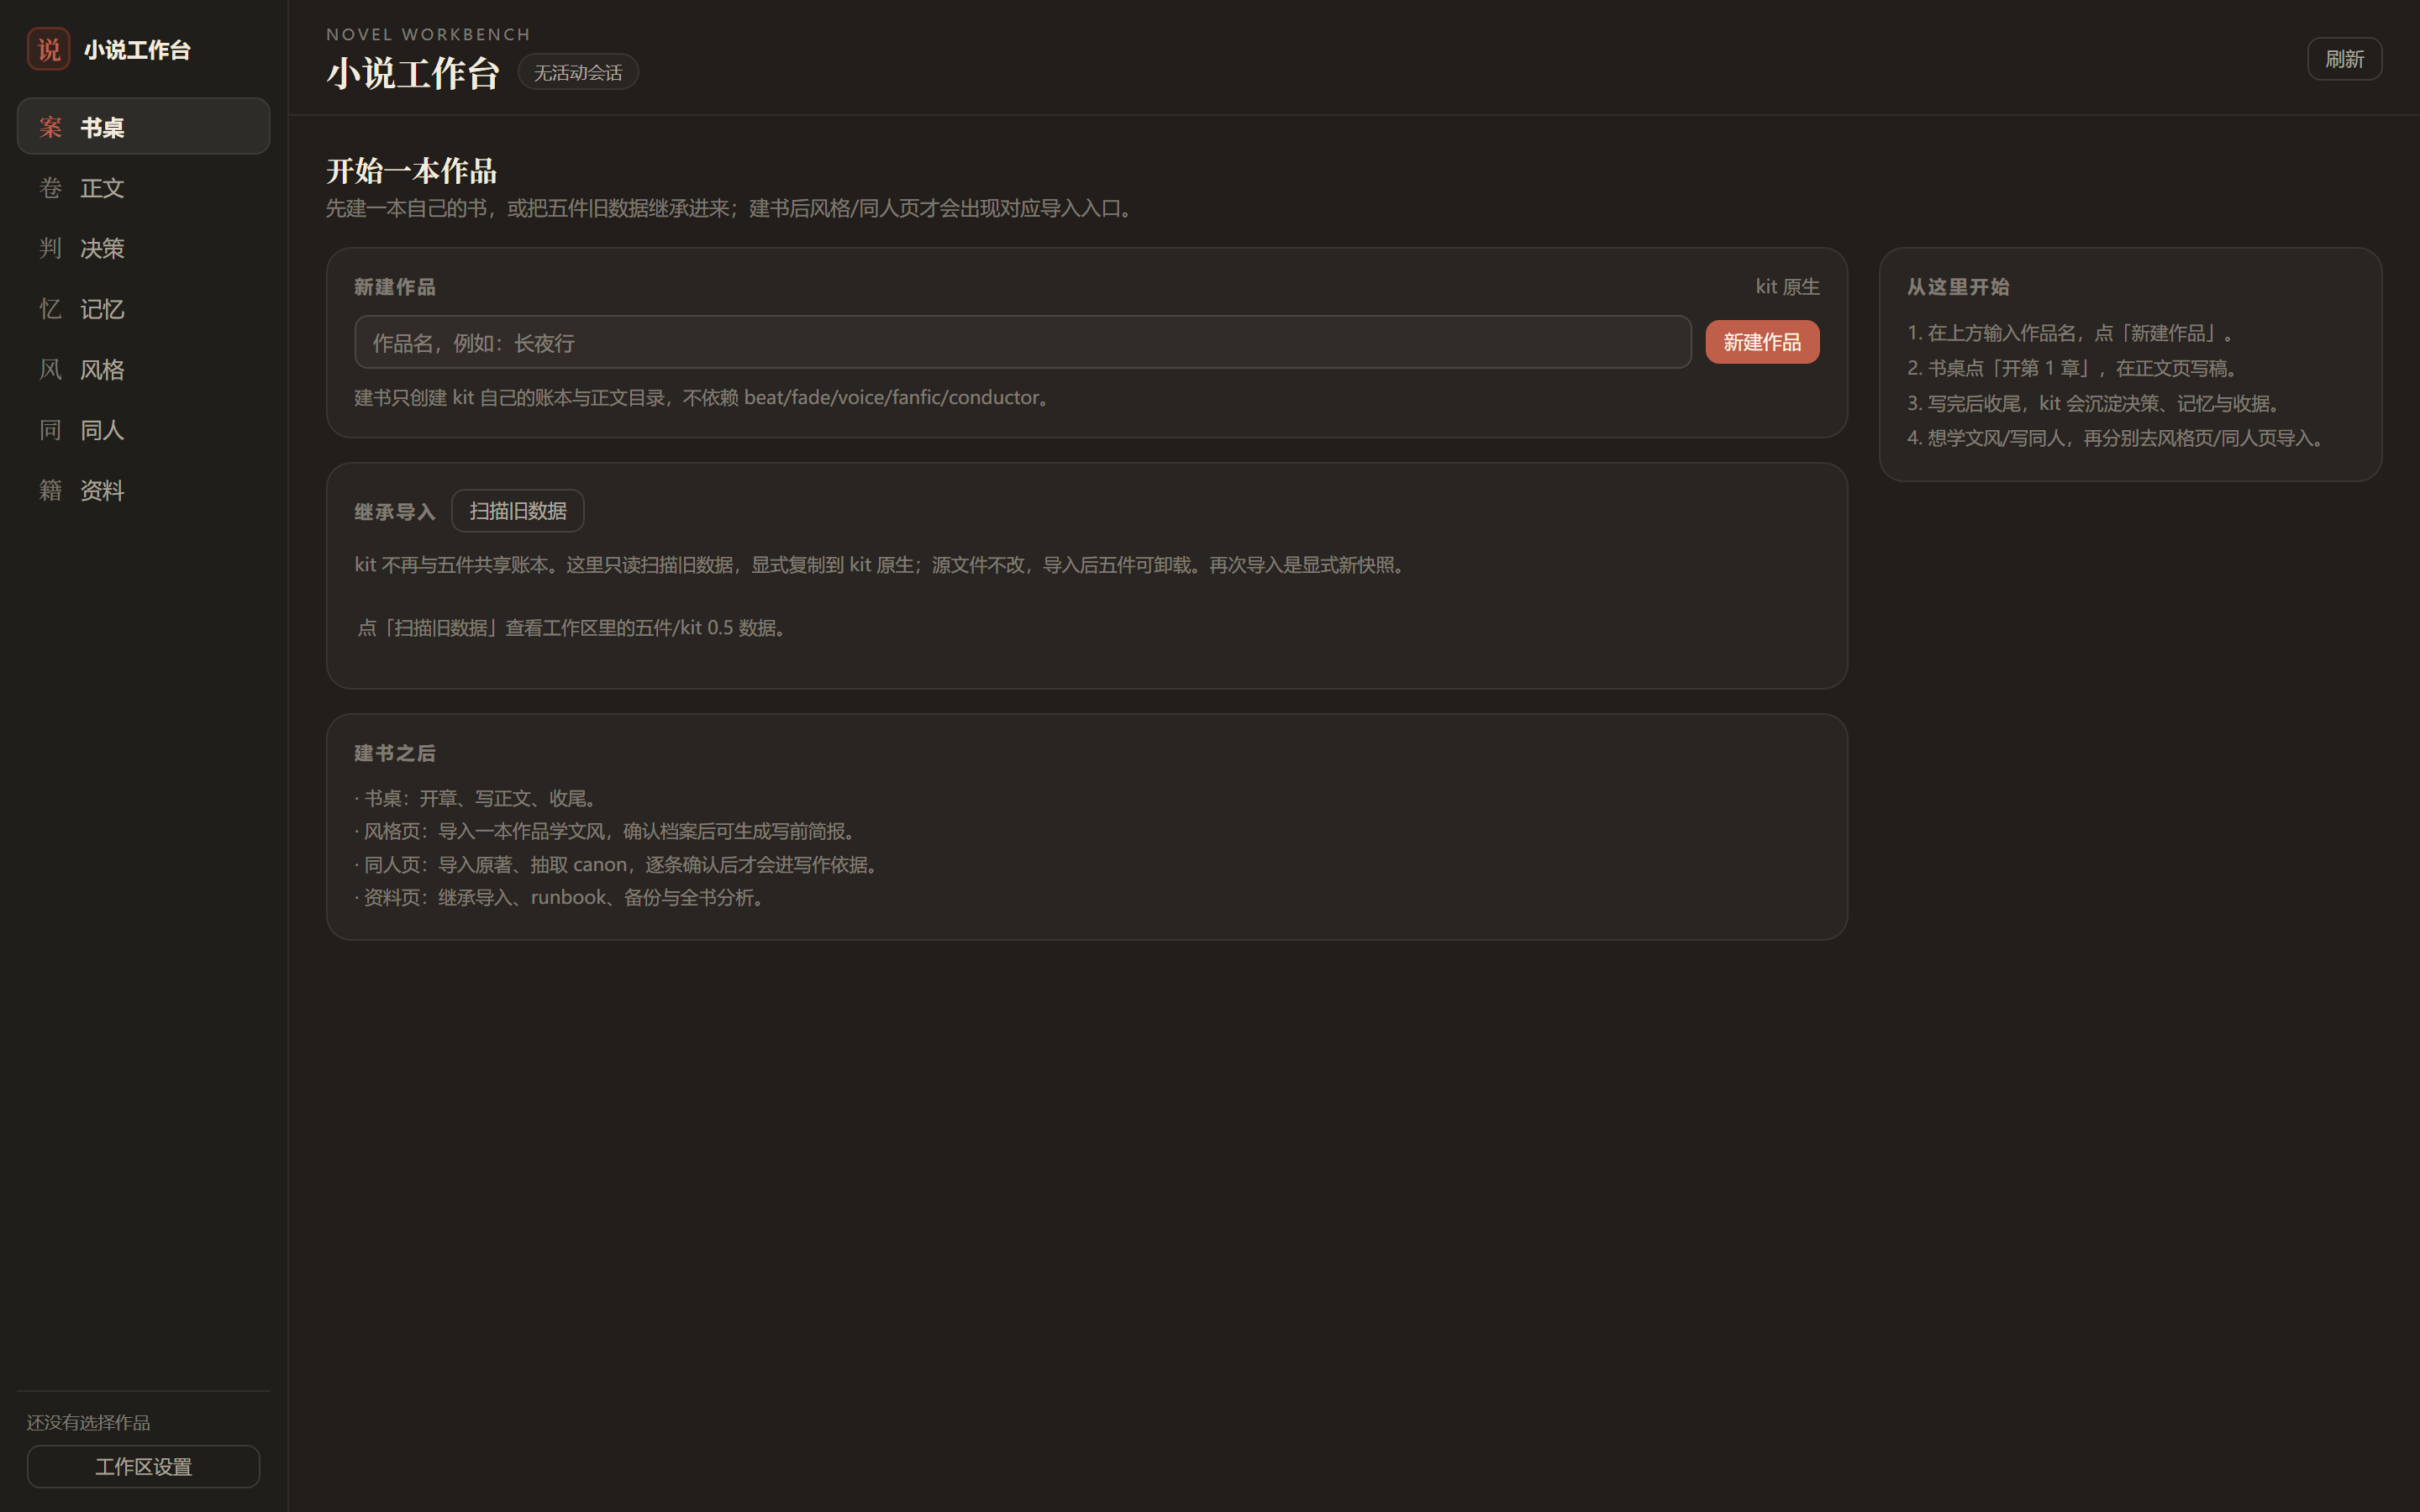 说 小说工作台
案 书桌
卷 正文
判 决策
忆 记忆
风 风格
同 同人
籍 资料
还没有选择作品
工作区设置
NOVEL WORKBENCH
小说工作台 无活动会话
刷新
开始一本作品
先建一本自己的书，或把五件旧数据继承进来；建书后风格/同人页才会出现对应导入入口。
新建作品 kit 原生
作品名，例如：长夜行 新建作品
建书只创建 kit 自己的账本与正文目录，不依赖 beat/fade/voice/fanfic/conductor。
继承导入 扫描旧数据
kit 不再与五件共享账本。这里只读扫描旧数据，显式复制到 kit 原生；源文件不改，导入后五件可卸载。再次导入是显式新快照。
点「扫描旧数据」查看工作区里的五件/kit 0.5 数据。
建书之后
· 书桌：开章、写正文、收尾。
· 风格页：导入一本作品学文风，确认档案后可生成写前简报。
· 同人页：导入原著、抽取 canon，逐条确认后才会进写作依据。
· 资料页：继承导入、runbook、备份与全书分析。
从这里开始
1. 在上方输入作品名，点「新建作品」。
2. 书桌点「开第 1 章」，在正文页写稿。
3. 写完后收尾，kit 会沉淀决策、记忆与收据。
4. 想学文风/写同人，再分别去风格页/同人页导入。